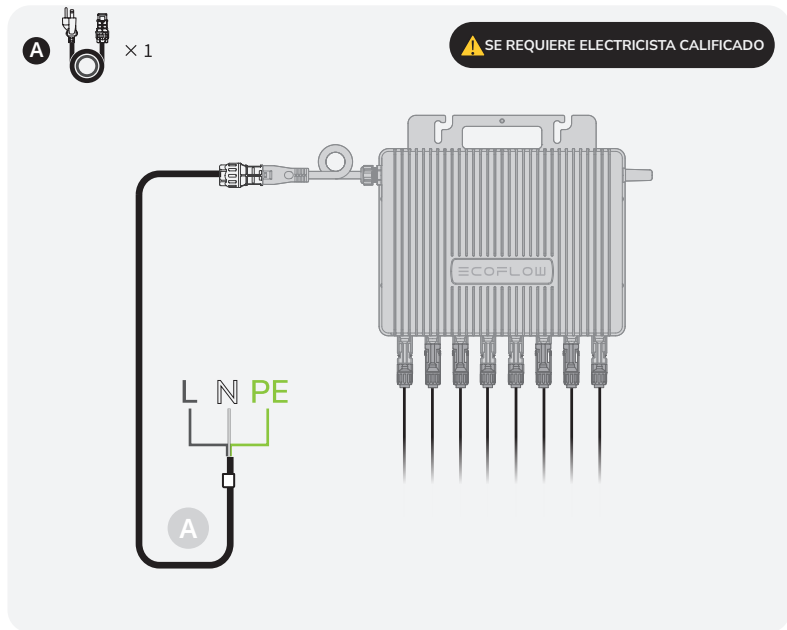 A
× 1
SE REQUIERE ELECTRICISTA CALIFICADO
ECOFLOW
L N PE
A